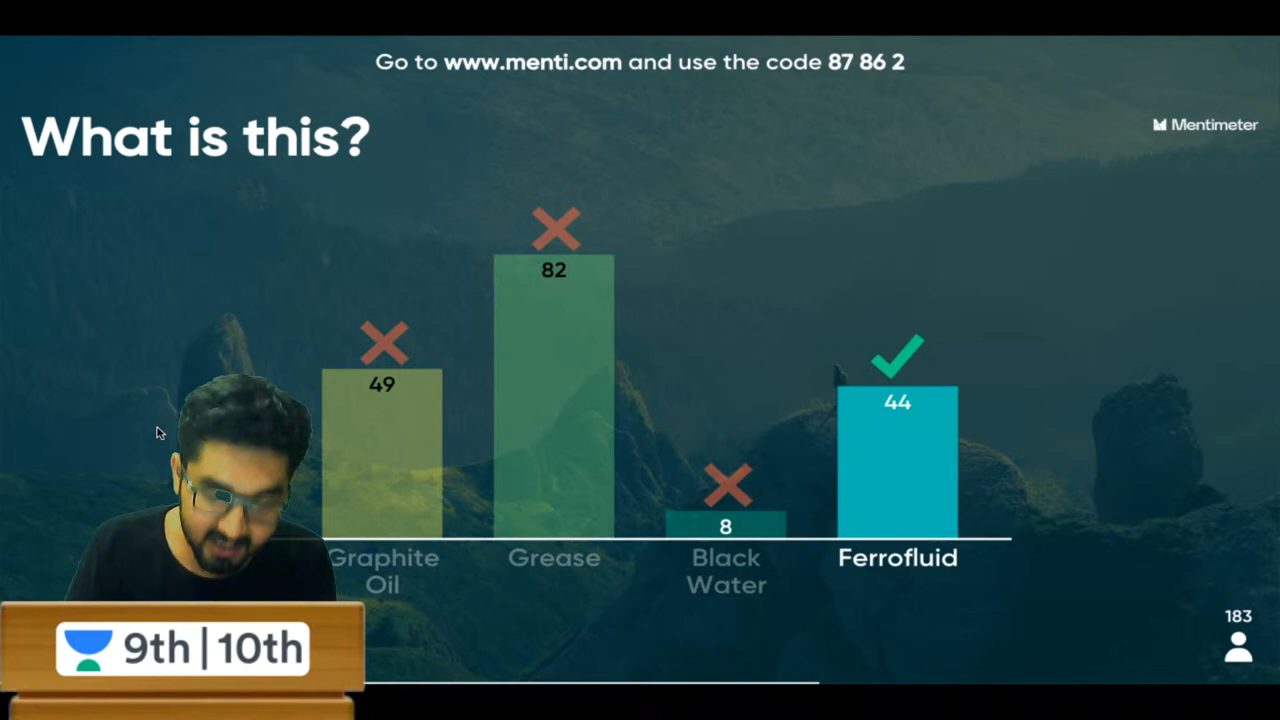 Go to www.menti.com and use the code 87 86 2
What is this?
Mentimeter
82
49
44
8
Graphite Oil
Grease
Black Water
Ferrofluid
183
9th | 10th